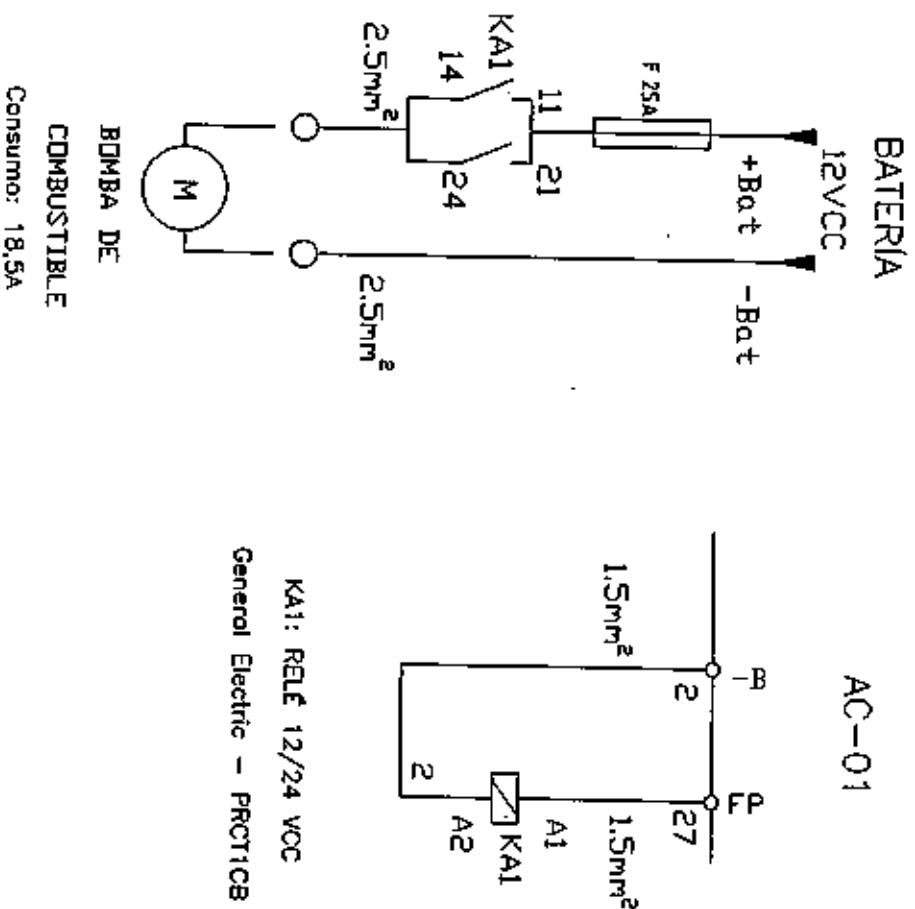 BATERÍA
12VCC
+Bat
-Bat
F 25A
11
21
KA1
14
24
2.5mm²
2.5mm²
M
BOMBA DE
COMBUSTIBLE
Consumo: 18,5A
AC-01
-B
FP
2
27
1.5mm²
1.5mm²
A1
KA1
2
A2
KA1: RELÉ 12/24 VCC
General Electric - PRCT1CB